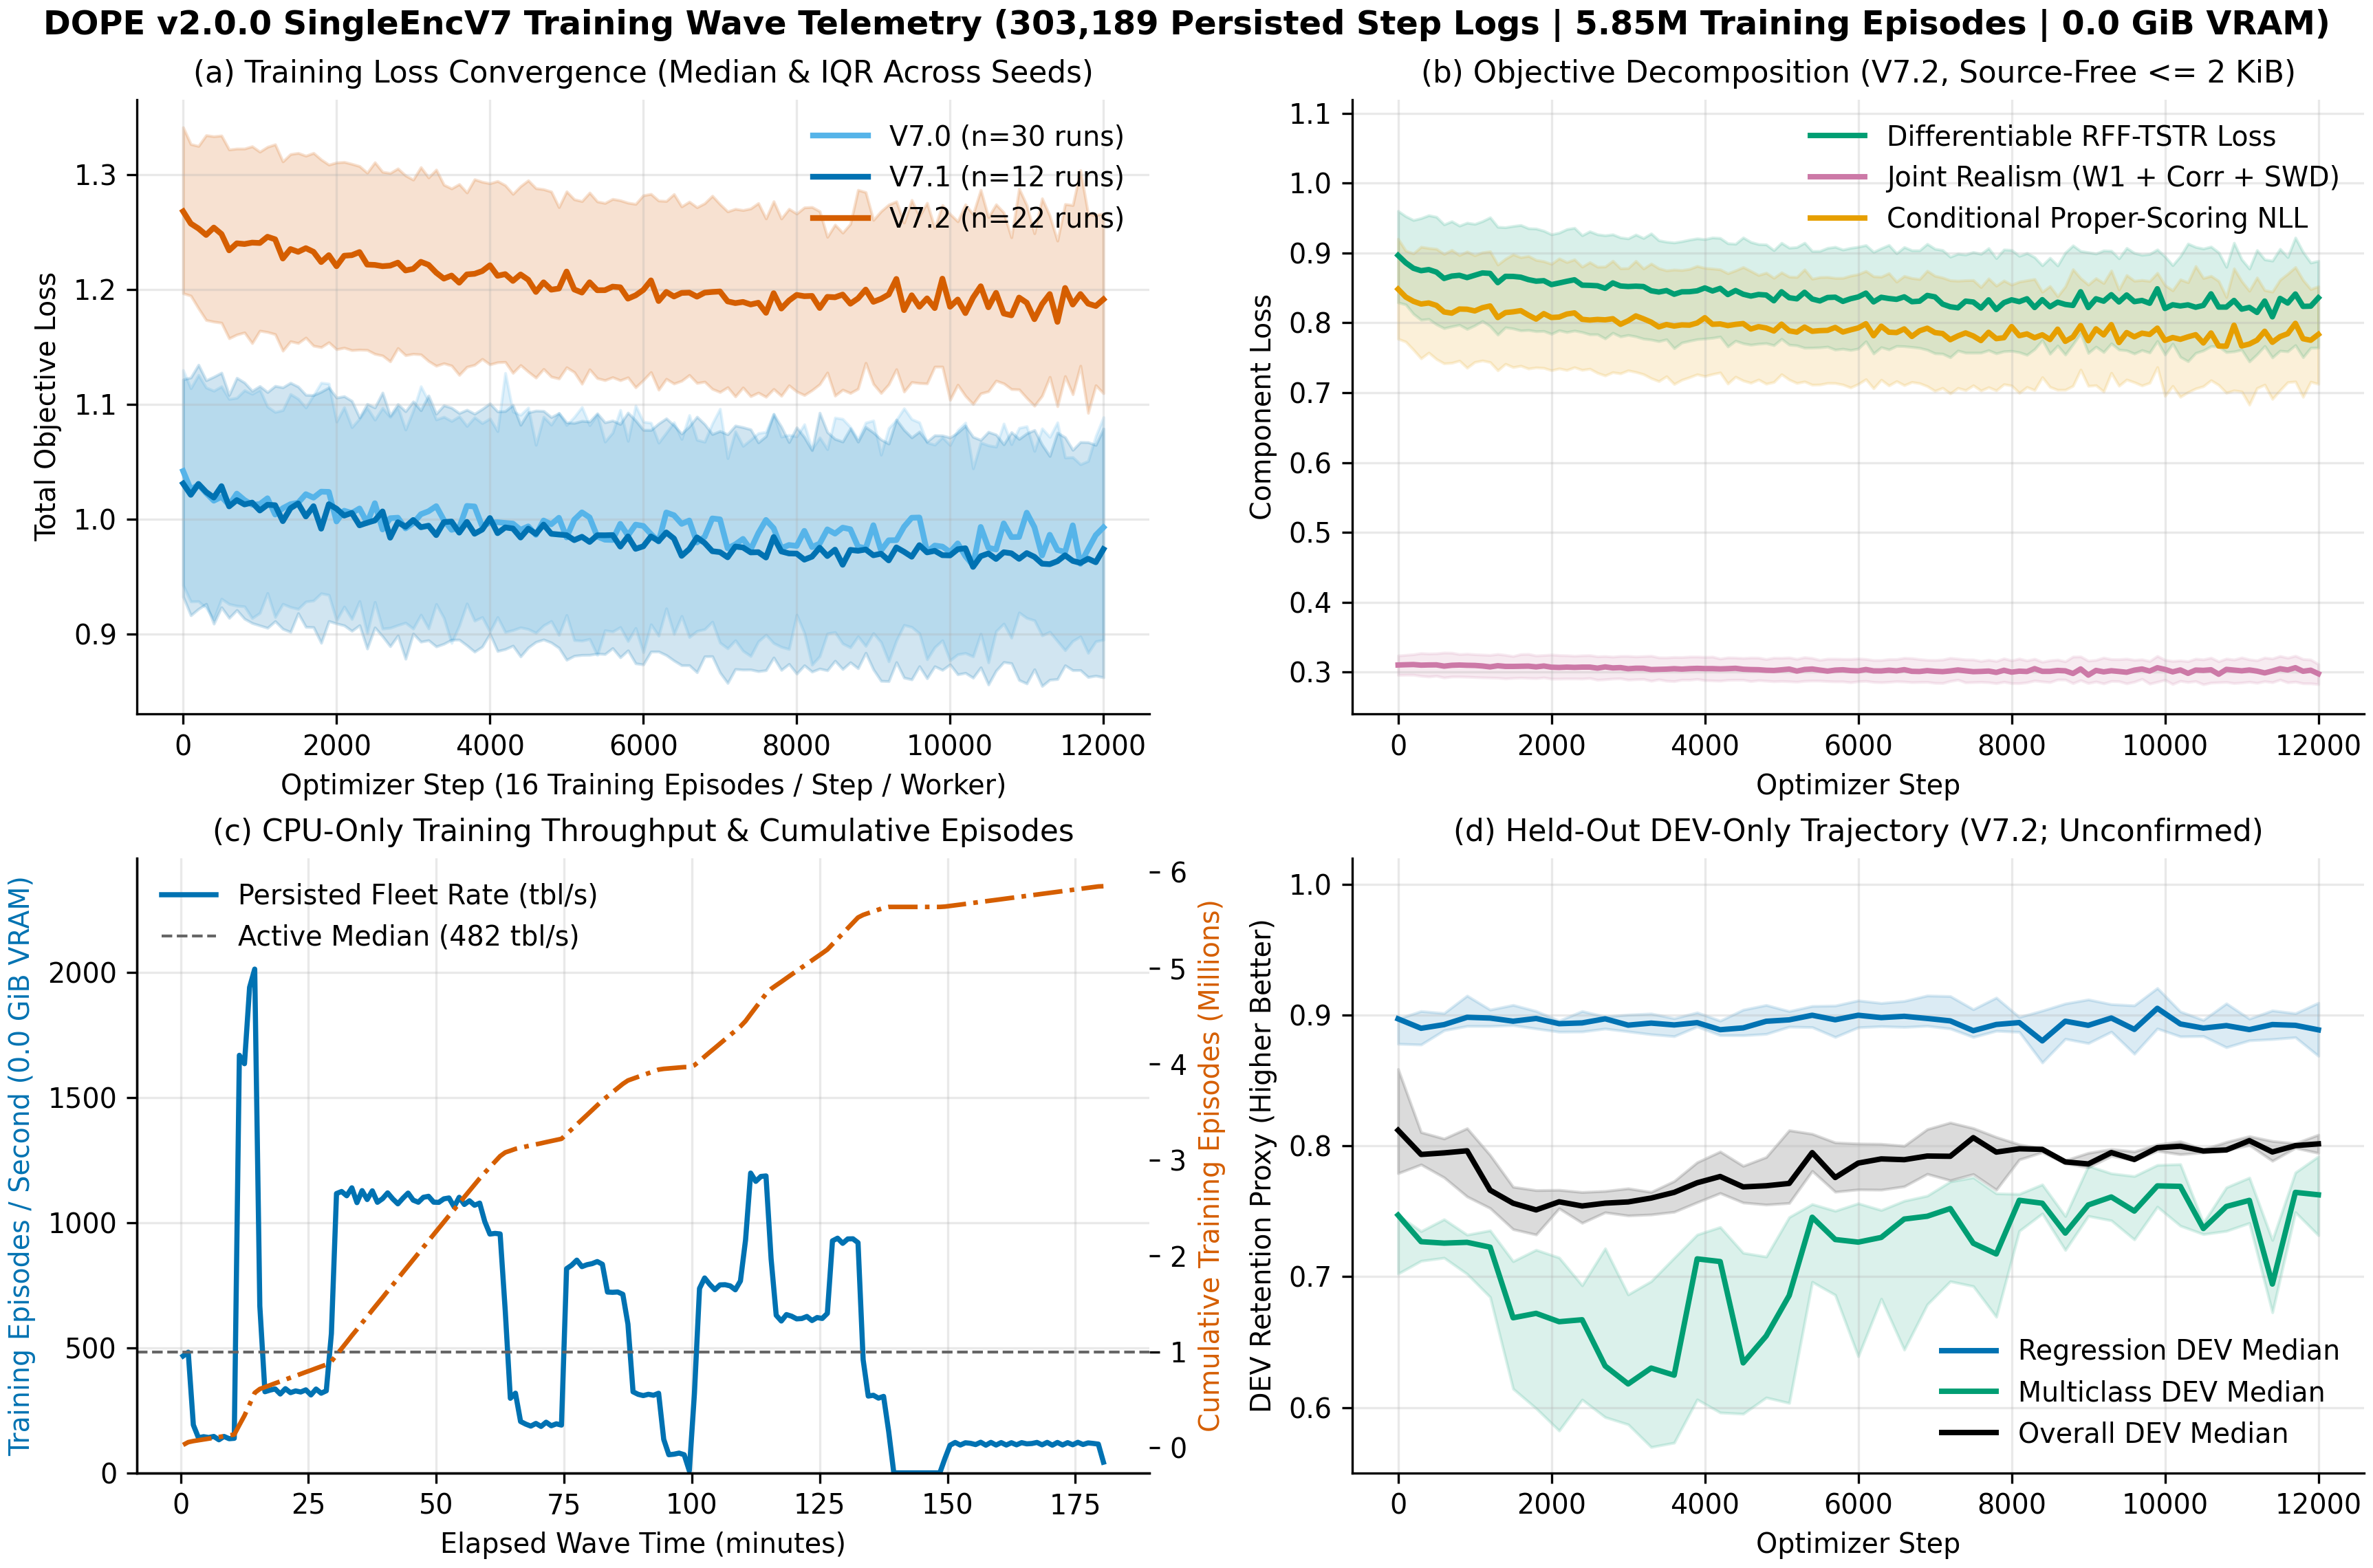 DOPE v2.0.0 SingleEncV7 Training Wave Telemetry (303,189 Persisted Step Logs | 5.85M Training Episodes | 0.0 GiB VRAM)
(a) Training Loss Convergence (Median & IQR Across Seeds)
Total Objective Loss
1.3
1.2
1.1
1.0
0.9
V7.0 (n=30 runs)
V7.1 (n=12 runs)
V7.2 (n=22 runs)
0 2000 4000 6000 8000 10000 12000
Optimizer Step (16 Training Episodes / Step / Worker)
(b) Objective Decomposition (V7.2, Source-Free <= 2 KiB)
Component Loss
1.1
1.0
0.9
0.8
0.7
0.6
0.5
0.4
0.3
Differentiable RFF-TSTR Loss
Joint Realism (W1 + Corr + SWD)
Conditional Proper-Scoring NLL
0 2000 4000 6000 8000 10000 12000
Optimizer Step
(c) CPU-Only Training Throughput & Cumulative Episodes
Training Episodes / Second (0.0 GiB VRAM)
2000
1500
1000
500
0
Persisted Fleet Rate (tbl/s)
Active Median (482 tbl/s)
6
5
4
3
2
1
0
Cumulative Training Episodes (Millions)
0 25 50 75 100 125 150 175
Elapsed Wave Time (minutes)
(d) Held-Out DEV-Only Trajectory (V7.2; Unconfirmed)
DEV Retention Proxy (Higher Better)
1.0
0.9
0.8
0.7
0.6
Regression DEV Median
Multiclass DEV Median
Overall DEV Median
0 2000 4000 6000 8000 10000 12000
Optimizer Step